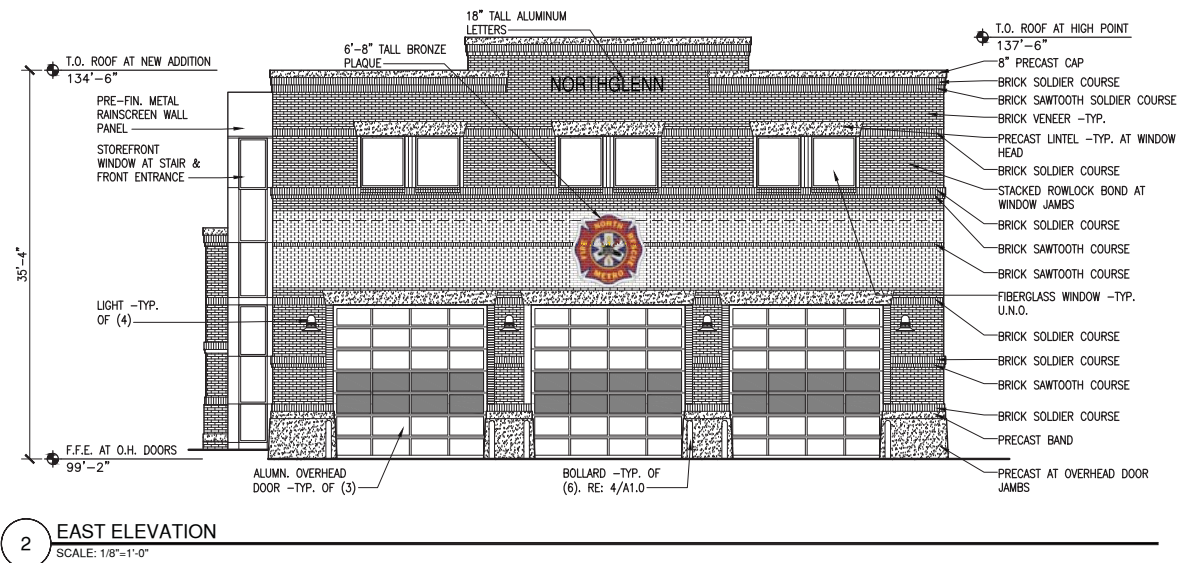 18" TALL ALUMINUM
LETTERS
6'-8" TALL BRONZE
PLAQUE
T.O. ROOF AT NEW ADDITION
134'-6"
T.O. ROOF AT HIGH POINT
137'-6"
NORTHGLENN
PRE-FIN. METAL
RAINSCREEN WALL
PANEL
STOREFRONT
WINDOW AT STAIR &
FRONT ENTRANCE
35'-4"
LIGHT -TYP.
OF (4)
F.F.E. AT O.H. DOORS
99'-2"
NORTH
FIRE
RESCUE
METRO
8" PRECAST CAP
BRICK SOLDIER COURSE
BRICK SAWTOOTH SOLDIER COURSE
BRICK VENEER -TYP.
PRECAST LINTEL -TYP. AT WINDOW
HEAD
BRICK SOLDIER COURSE
STACKED ROWLOCK BOND AT
WINDOW JAMBS
BRICK SOLDIER COURSE
BRICK SAWTOOTH COURSE
BRICK SAWTOOTH COURSE
FIBERGLASS WINDOW -TYP.
U.N.O.
BRICK SOLDIER COURSE
BRICK SOLDIER COURSE
BRICK SAWTOOTH COURSE
BRICK SOLDIER COURSE
PRECAST BAND
PRECAST AT OVERHEAD DOOR
JAMBS
ALUMN. OVERHEAD
DOOR -TYP. OF (3)
BOLLARD -TYP. OF
(6). RE: 4/A1.0
2
EAST ELEVATION
SCALE: 1/8"=1'-0"